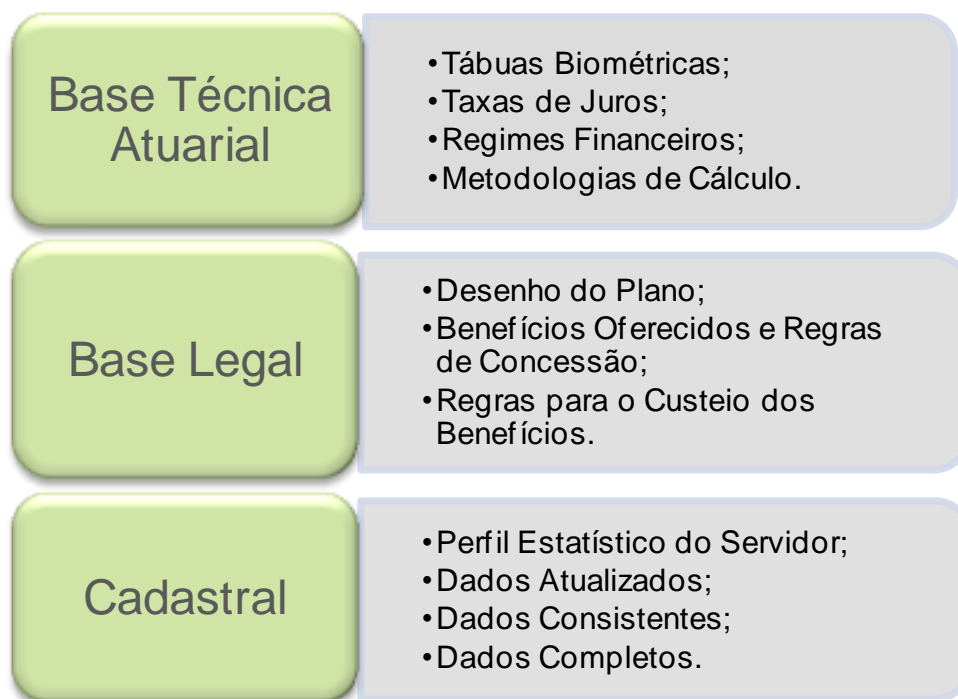 Base Técnica
Atuarial
•Tábuas Biométricas;
•Taxas de Juros;
•Regimes Financeiros;
•Metodologias de Cálculo.
Base Legal
•Desenho do Plano;
•Benefícios Oferecidos e Regras
de Concessão;
•Regras para o Custeio dos
Benefícios.
Cadastral
•Perfil Estatístico do Servidor;
•Dados Atualizados;
•Dados Consistentes;
•Dados Completos.